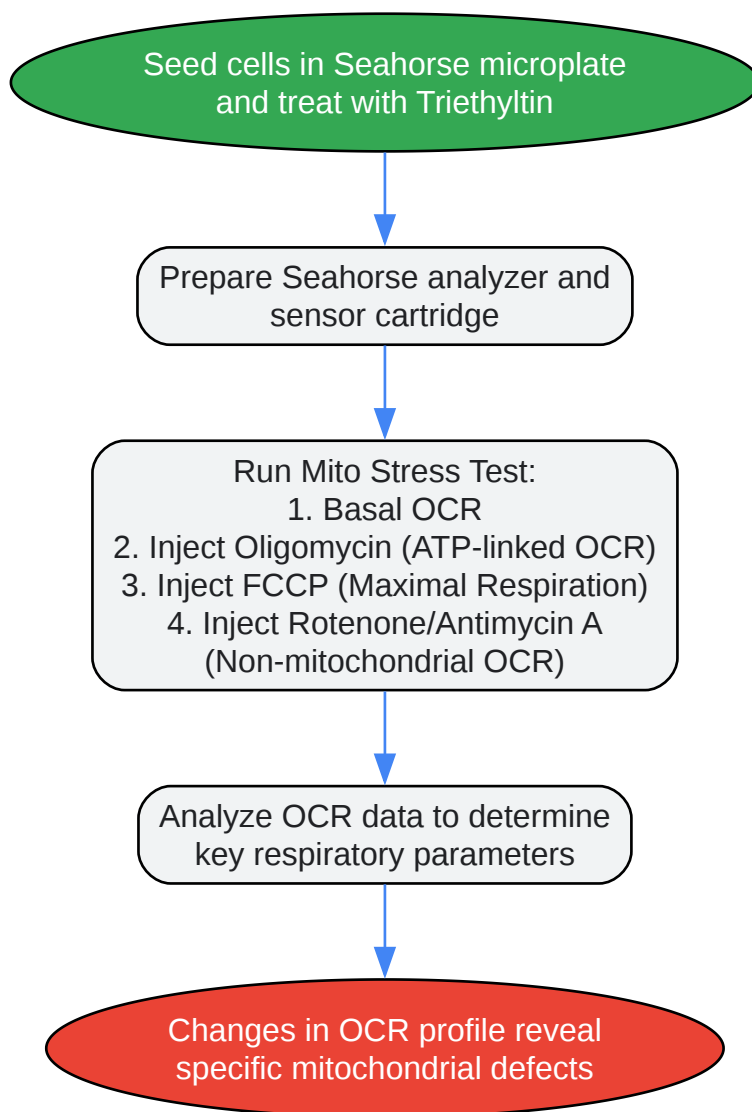 Seed cells in Seahorse microplate
and treat with Triethyltin
Prepare Seahorse analyzer and
sensor cartridge
Run Mito Stress Test:
1. Basal OCR
2. Inject Oligomycin (ATP-linked OCR)
3. Inject FCCP (Maximal Respiration)
4. Inject Rotenone/Antimycin A
(Non-mitochondrial OCR)
Analyze OCR data to determine
key respiratory parameters
Changes in OCR profile reveal
specific mitochondrial defects